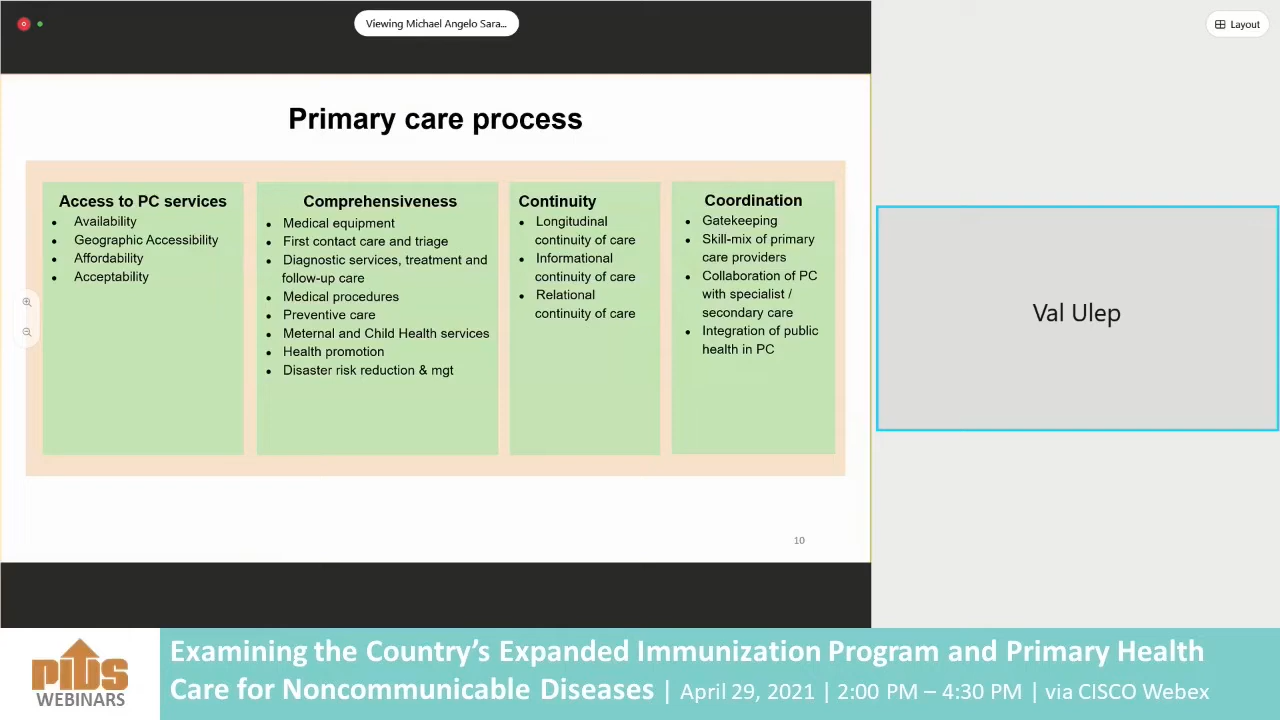 Viewing Michael Angelo Sara...
Layout
Primary care process
Access to PC services
• Availability
• Geographic Accessibility
• Affordability
• Acceptability
Comprehensiveness
• Medical equipment
• First contact care and triage
• Diagnostic services, treatment and
follow-up care
• Medical procedures
• Preventive care
• Meternal and Child Health services
• Health promotion
• Disaster risk reduction & mgt
Continuity
• Longitudinal
continuity of care
• Informational
continuity of care
• Relational
continuity of care
Coordination
• Gatekeeping
• Skill-mix of primary
care providers
• Collaboration of PC
with specialist /
secondary care
• Integration of public
health in PC
10
Val Ulep
PIDS
WEBINARS
Examining the Country’s Expanded Immunization Program and Primary Health
Care for Noncommunicable Diseases | April 29, 2021 | 2:00 PM – 4:30 PM | via CISCO Webex